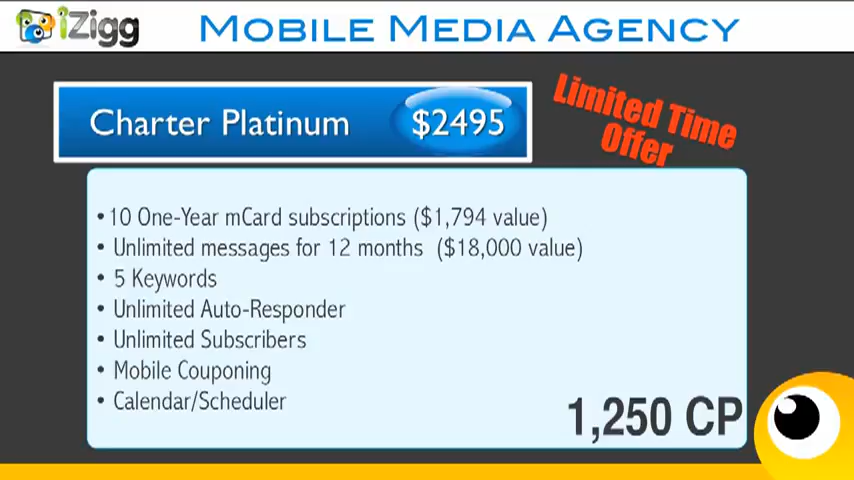 iZigg MOBILE MEDIA AGENCY
Charter Platinum $2495
Limited Time
Offer
• 10 One-Year mCard subscriptions ($1,794 value)
• Unlimited messages for 12 months ($18,000 value)
• 5 Keywords
• Unlimited Auto-Responder
• Unlimited Subscribers
• Mobile Couponing
• Calendar/Scheduler
1,250 CP